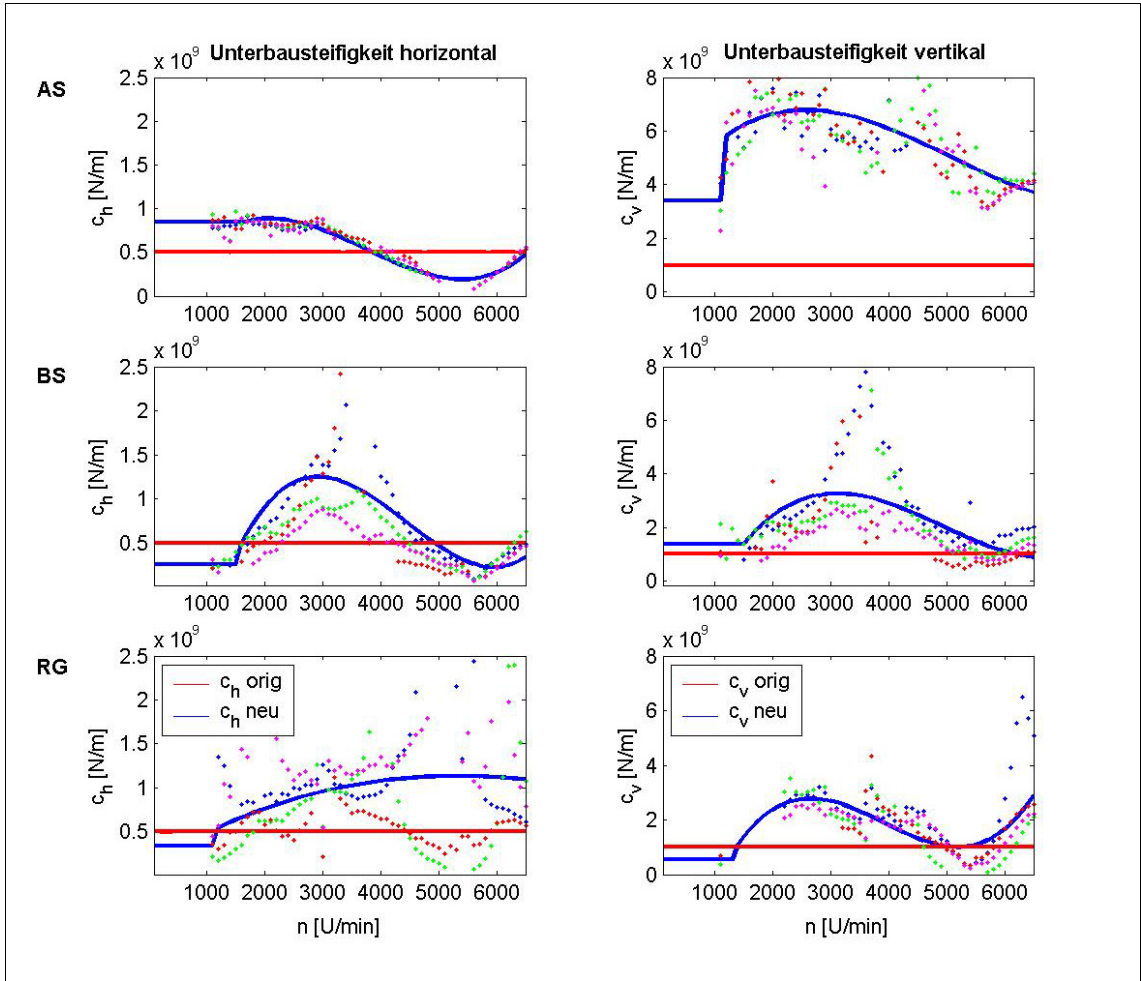 Unterbausteifigkeit horizontal
Unterbausteifigkeit vertikal
AS
x 10⁹
2.5
2
1.5
1
0.5
0
c_h [N/m]
1000 2000 3000 4000 5000 6000
x 10⁹
8
6
4
2
0
c_v [N/m]
1000 2000 3000 4000 5000 6000
BS
x 10⁹
2.5
2
1.5
1
0.5
c_h [N/m]
1000 2000 3000 4000 5000 6000
x 10⁹
8
6
4
2
0
c_v [N/m]
1000 2000 3000 4000 5000 6000
RG
x 10⁹
2.5
2
1.5
1
0.5
c_h [N/m]
c_h orig
c_h neu
1000 2000 3000 4000 5000 6000
n [U/min]
x 10⁹
8
6
4
2
0
c_v [N/m]
c_v orig
c_v neu
1000 2000 3000 4000 5000 6000
n [U/min]